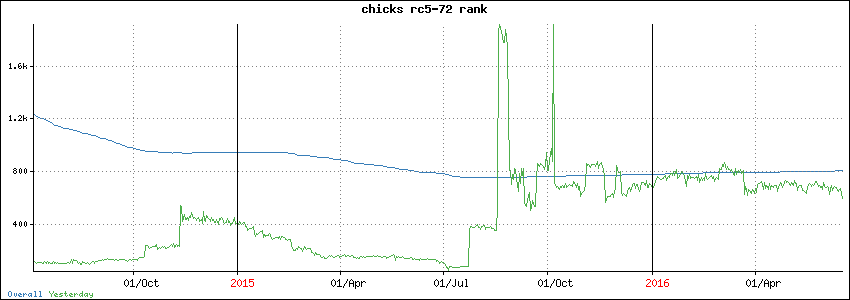 chicks rc5-72 rank
1.6k
1.2k
800
400
01/Oct 2015 01/Apr 01/Jul 01/Oct 2016 01/Apr
Overall Yesterday